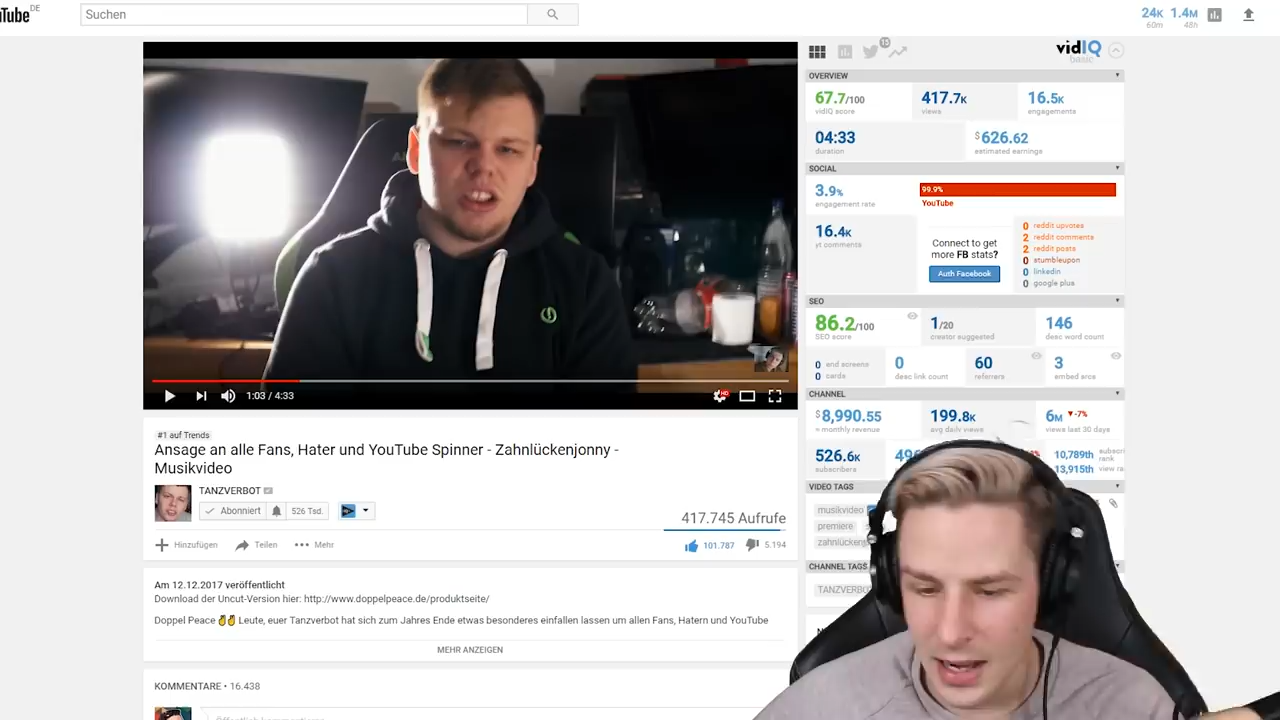 uTube DE
Suchen
24K 60m
1.4M 48h
15
vidIQ
basic
OVERVIEW
67.7/100
vidIQ score
417.7K
views
16.5K
engagements
04:33
duration
$626.62
estimated earnings
SOCIAL
3.9%
engagement rate
99.9%
YouTube
16.4K
yt comments
Connect to get
more FB stats?
Auth Facebook
0 reddit upvotes
2 reddit comments
2 reddit posts
0 stumbleupon
0 linkedin
0 google plus
SEO
86.2/100
SEO score
1/20
creator suggested
146
desc word count
0 end screens
0 cards
0
desc link count
60
referrers
3
embed srcs
CHANNEL
$8,990.55
≈ monthly revenue
199.8K
avg daily views
6M -7%
views last 30 days
526.6K
subscribers
496
10,789th
13,915th
VIDEO TAGS
musikvideo
premiere
CHANNEL TAGS
1:03 / 4:33
HD
#1 auf Trends
Ansage an alle Fans, Hater und YouTube Spinner - Zahnlückenjonny -
Musikvideo
TANZVERBOT
Abonniert
526 Tsd.
417.745 Aufrufe
Hinzufügen
Teilen
Mehr
101.787
5.194
Am 12.12.2017 veröffentlicht
Download der Uncut-Version hier: http://www.doppelpeace.de/produktseite/
Doppel Peace ✌✌ Leute, euer Tanzverbot hat sich zum Jahres Ende etwas besonderes einfallen lassen um allen Fans, Hatern und YouTube
MEHR ANZEIGEN
KOMMENTARE • 16.438